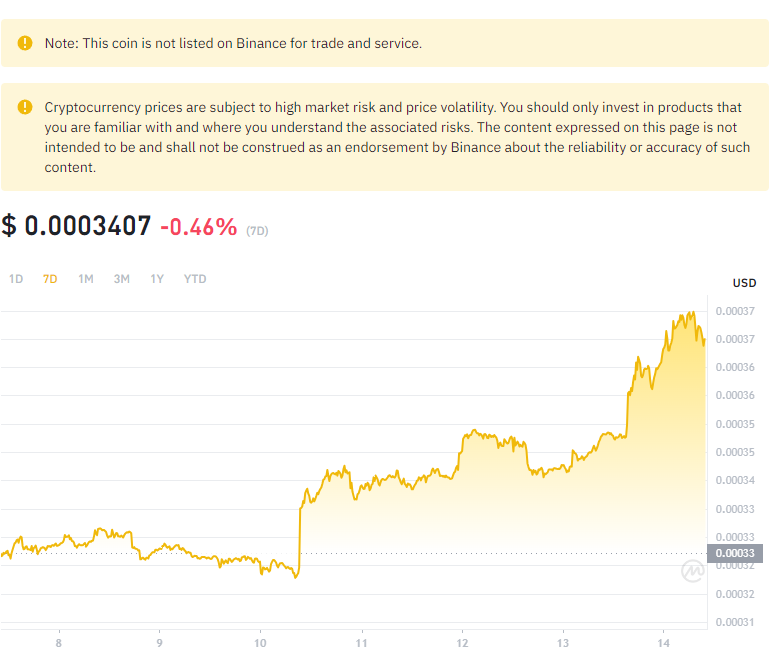 Note: This coin is not listed on Binance for trade and service.
Cryptocurrency prices are subject to high market risk and price volatility. You should only invest in products that
you are familiar with and where you understand the associated risks. The content expressed on this page is not
intended to be and shall not be construed as an endorsement by Binance about the reliability or accuracy of such
content.
$ 0.0003407 -0.46% (7D)
1D 7D 1M 3M 1Y YTD
USD
0.00037
0.00037
0.00036
0.00036
0.00035
0.00035
0.00034
0.00033
0.00033
0.00033
0.00032
0.00032
0.00031
8 9 10 11 12 13 14